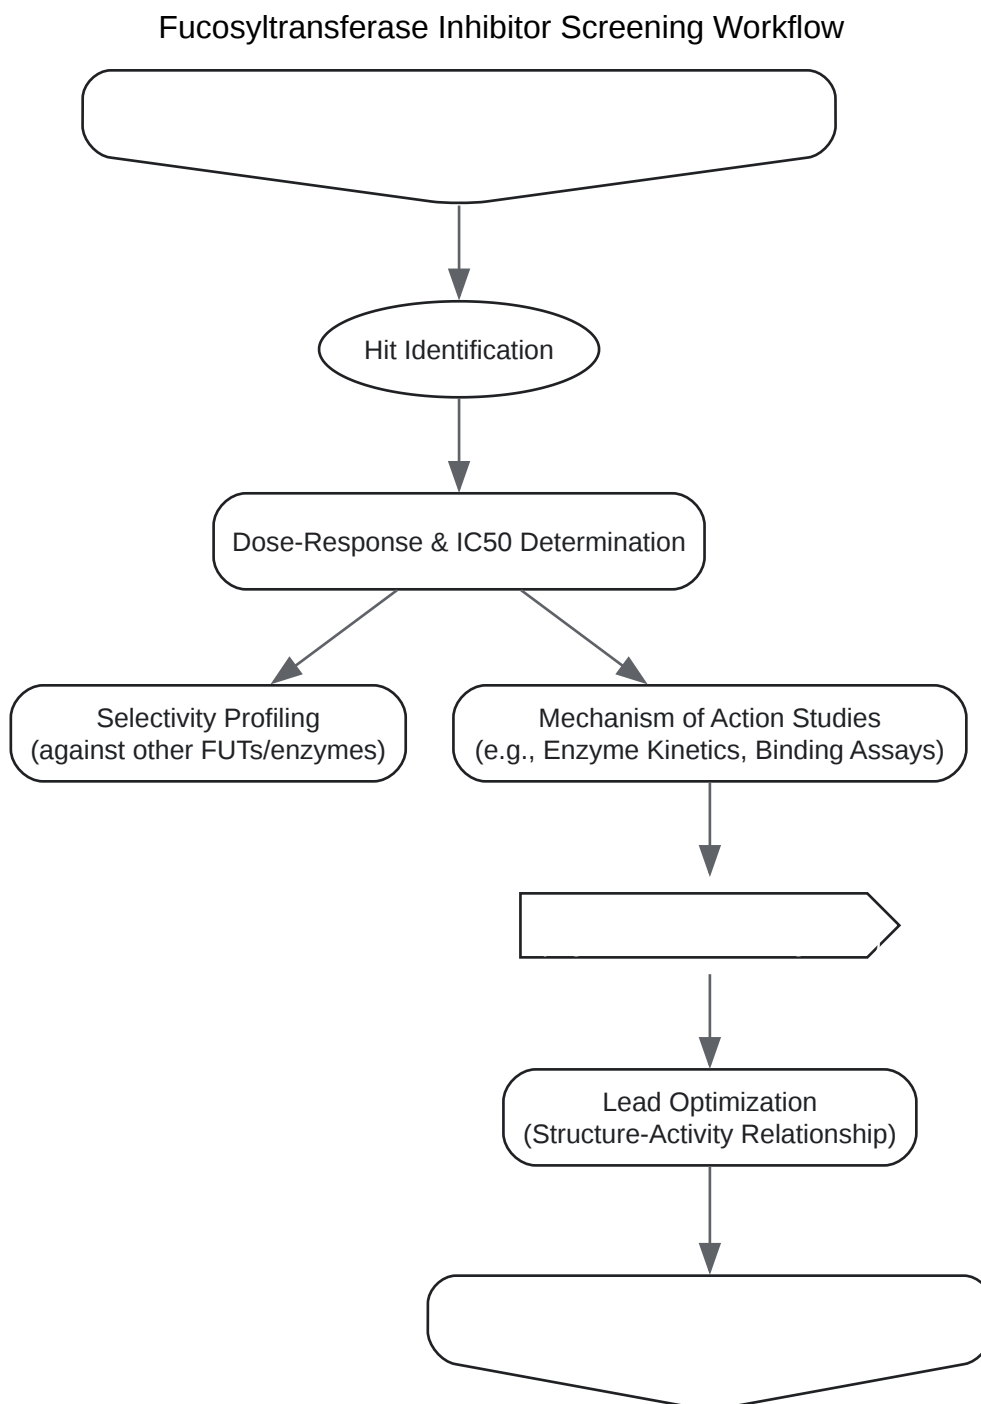 Fucosyltransferase Inhibitor Screening Workflow
Hit Identification
Dose-Response & IC50 Determination
Selectivity Profiling
(against other FUTs/enzymes)
Mechanism of Action Studies
(e.g., Enzyme Kinetics, Binding Assays)
Lead Optimization
(Structure-Activity Relationship)